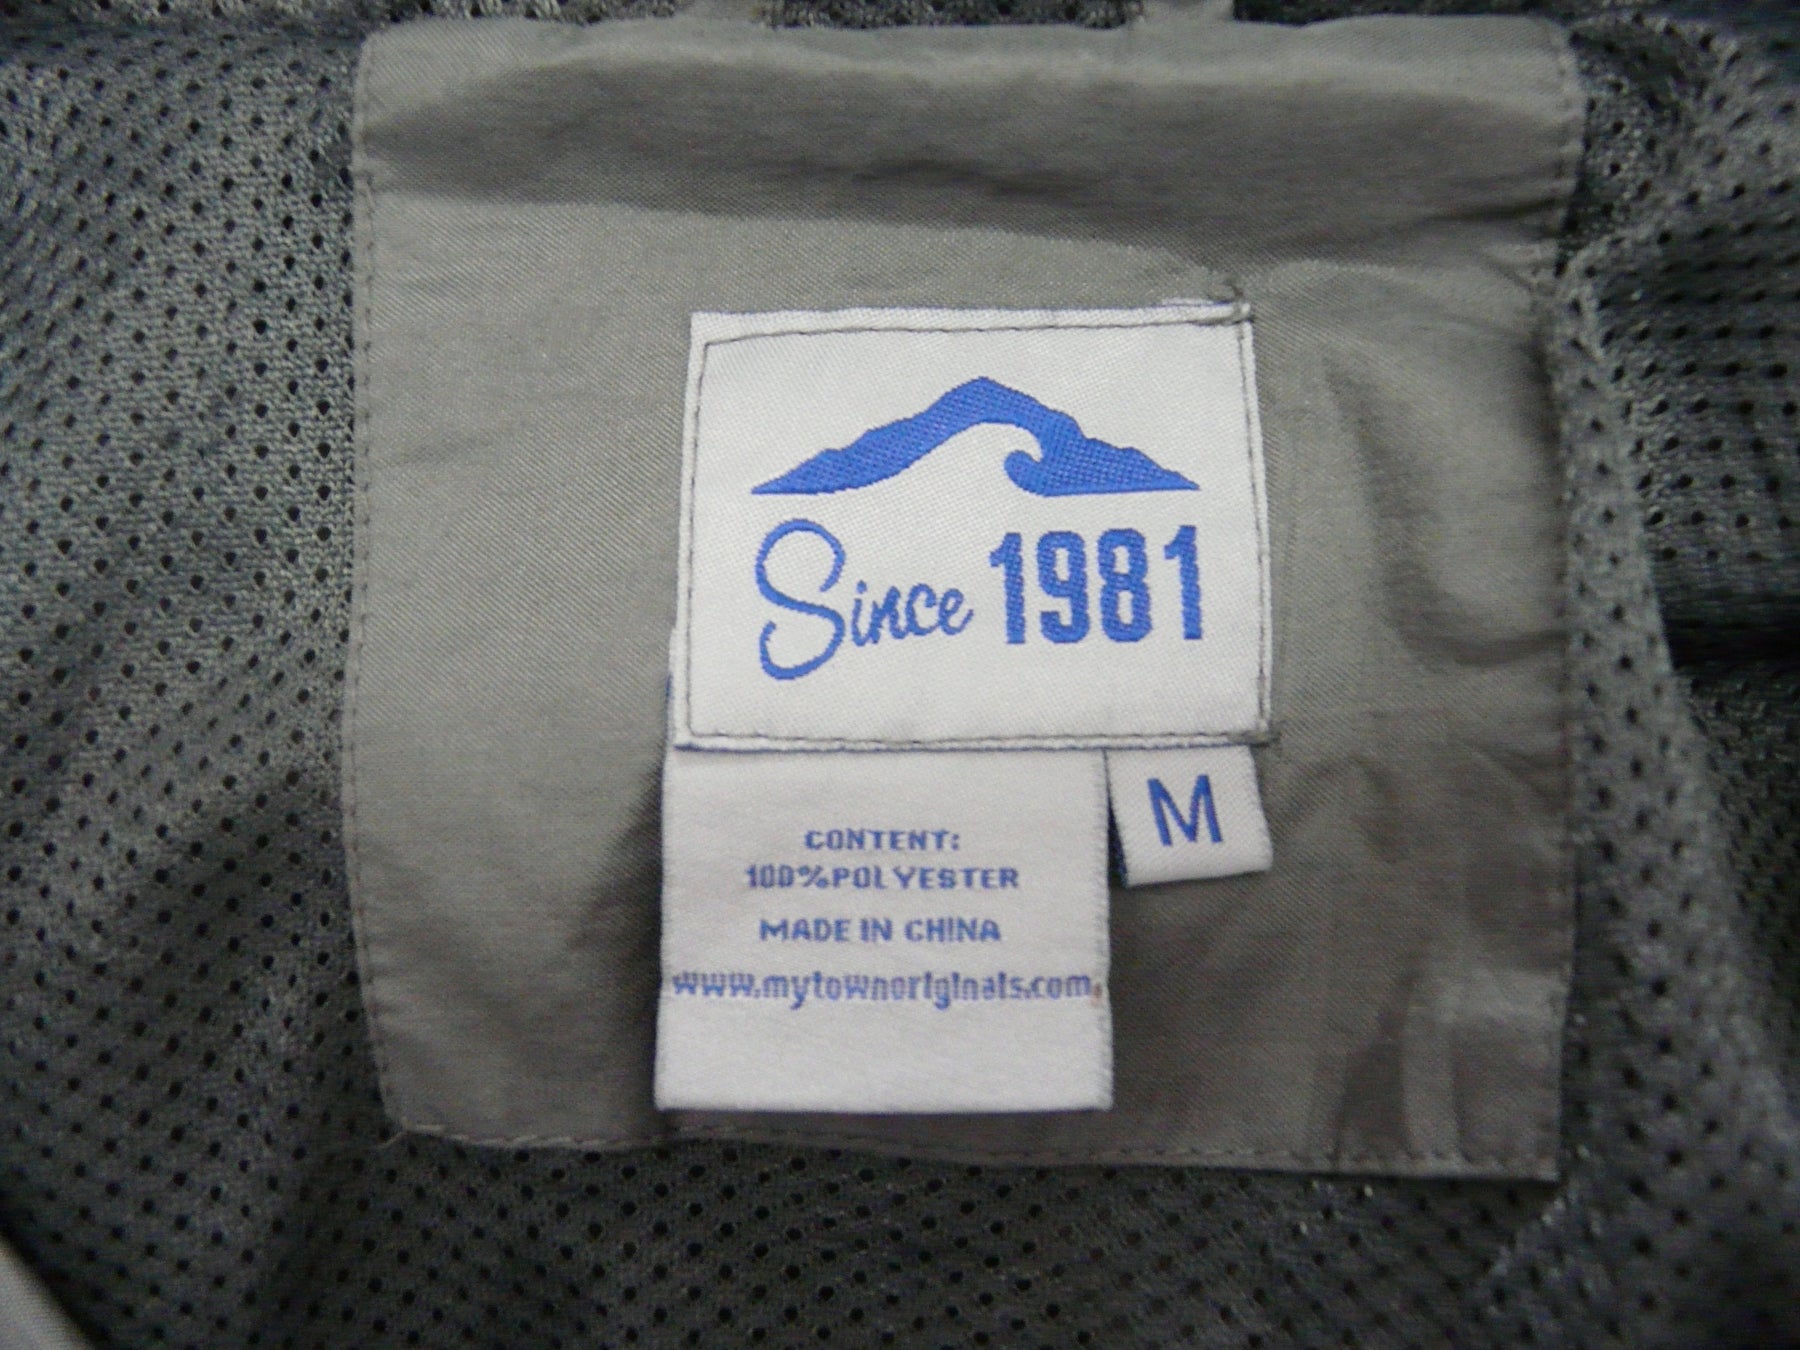 Since 1981
M
CONTENT:
100%POLYESTER
MADE IN CHINA
www.mytownoriginals.com